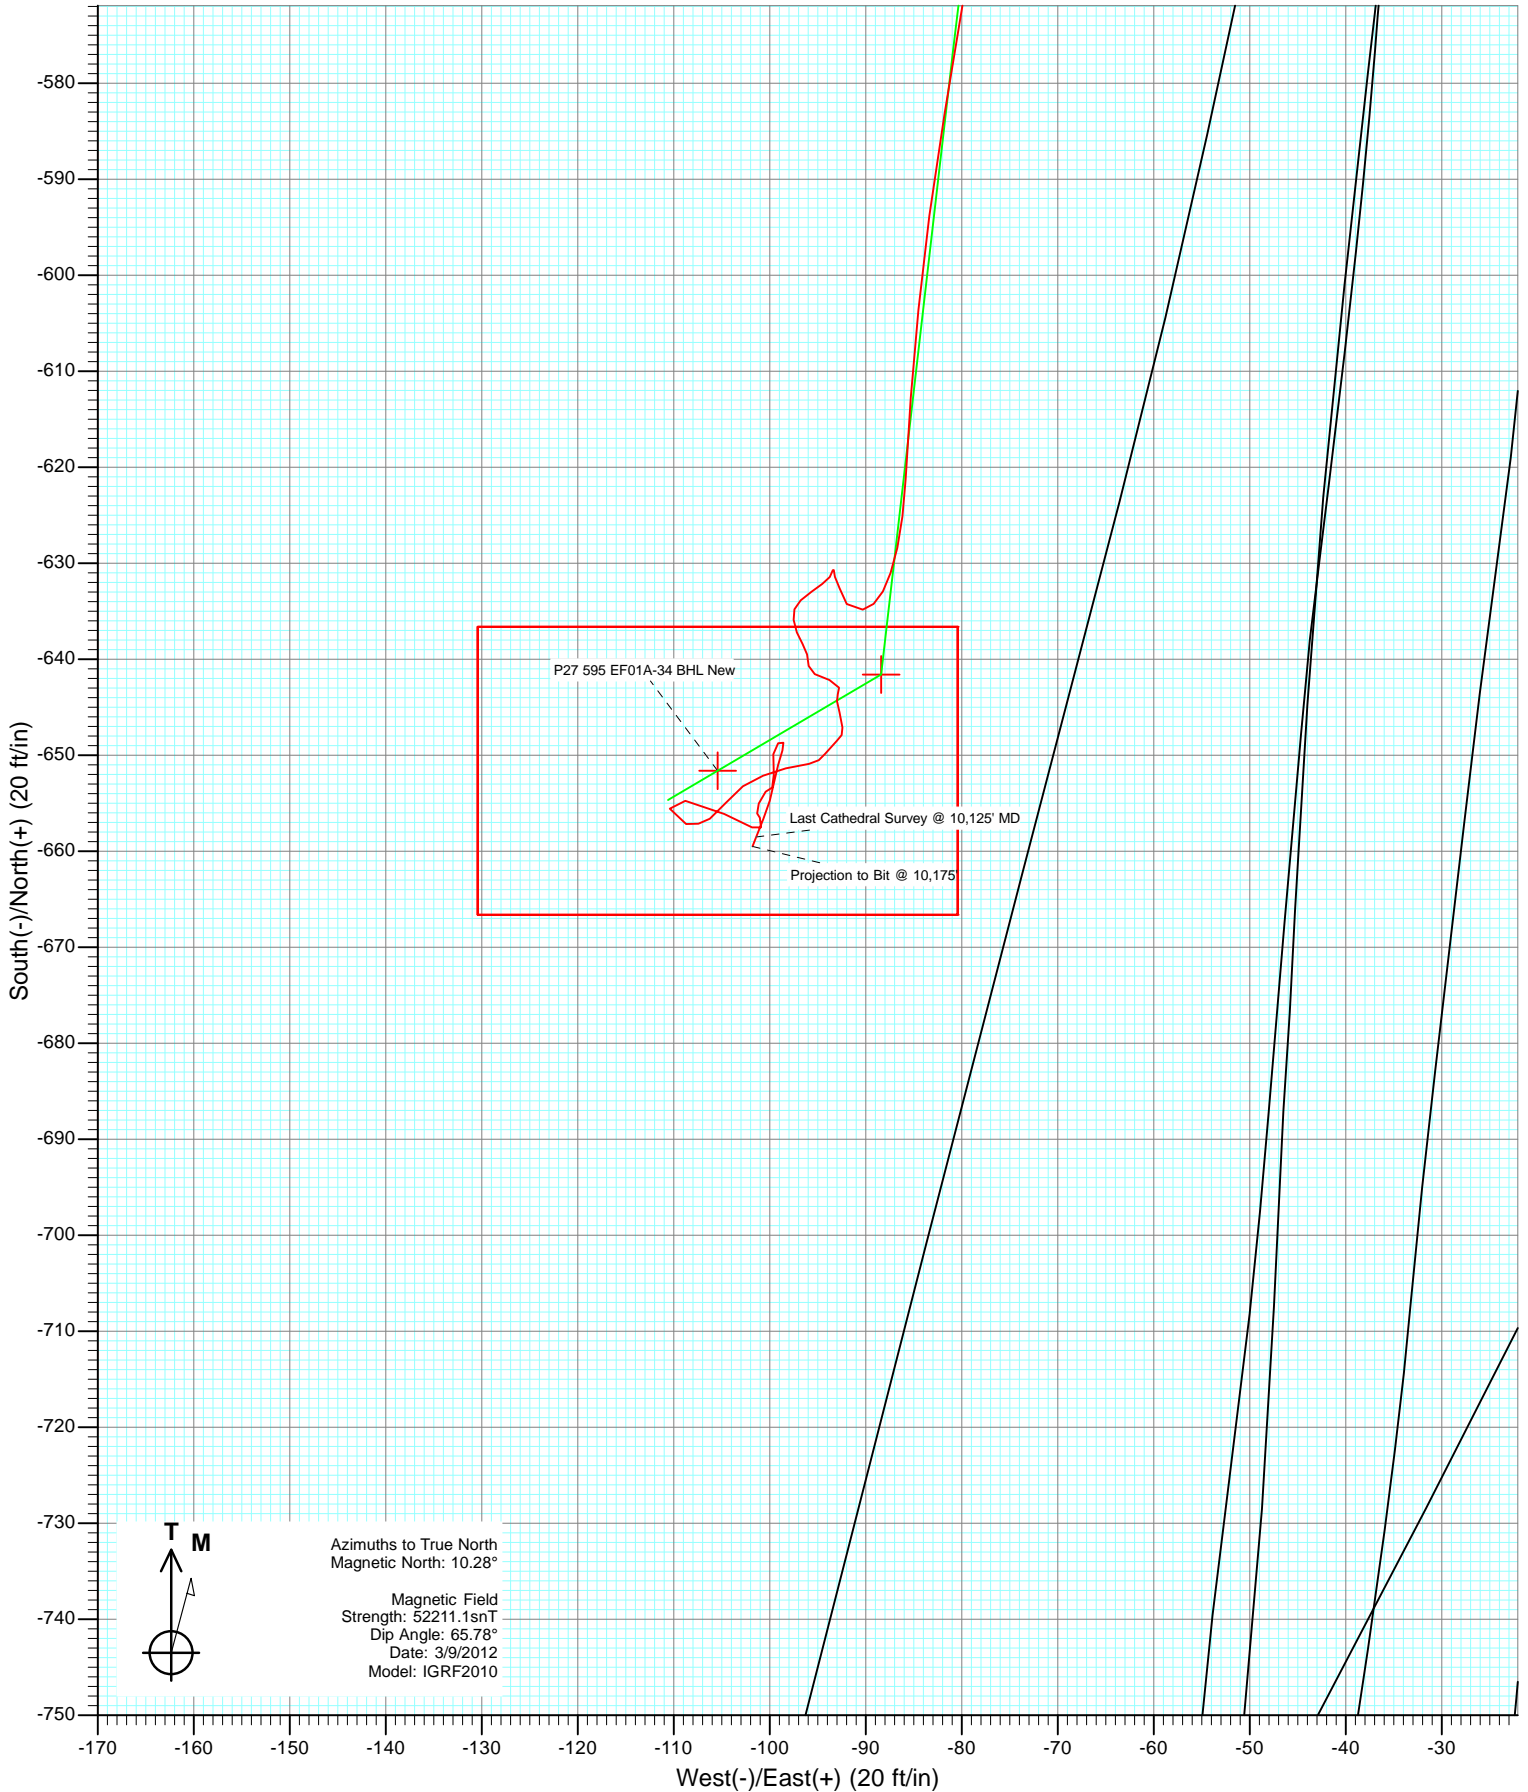 -580
-590
-600
-610
-620
-630
-640
-650
-660
-670
-680
-690
-700
-710
-720
-730
-740
-750
South(-)/North(+) (20 ft/in)
P27 595 EF01A-34 BHL New
Last Cathedral Survey @ 10,125' MD
Projection to Bit @ 10,175'
T
M
Azimuths to True North
Magnetic North: 10.28°
Magnetic Field
Strength: 52211.1snT
Dip Angle: 65.78°
Date: 3/9/2012
Model: IGRF2010
-170 -160 -150 -140 -130 -120 -110 -100 -90 -80 -70 -60 -50 -40 -30
West(-)/East(+) (20 ft/in)